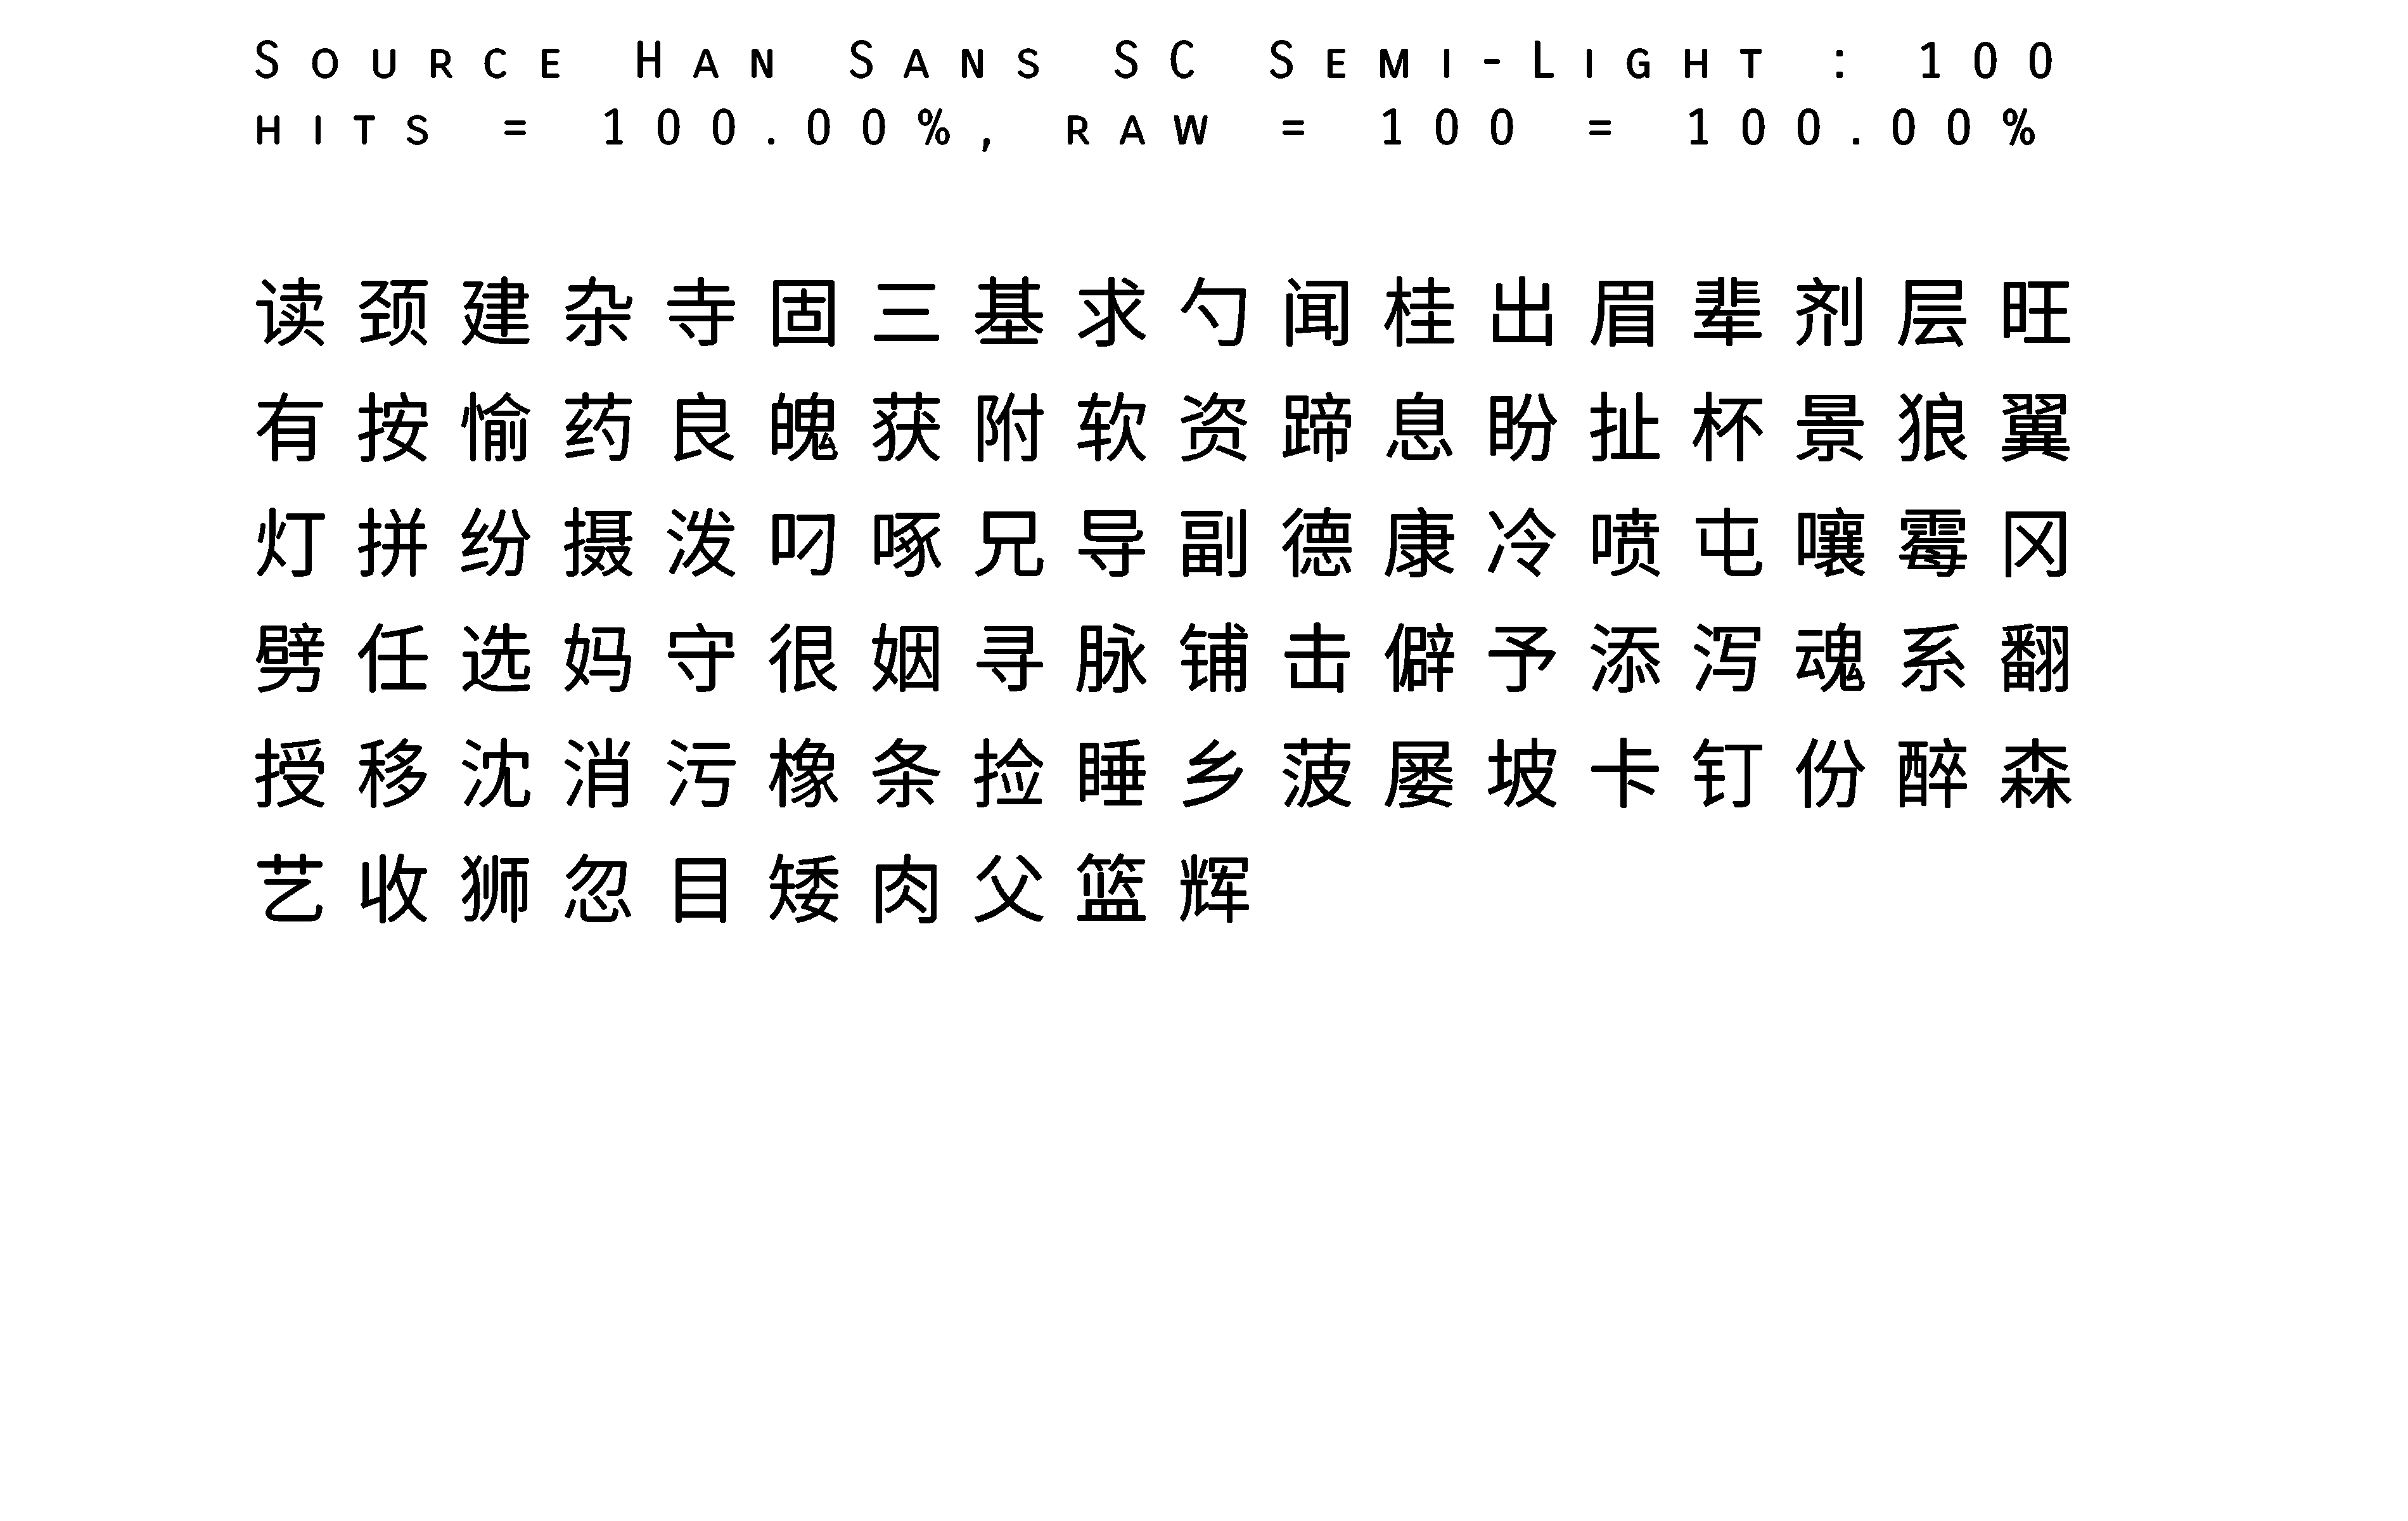 Source Han Sans SC Semi-Light : 100
hits = 100.00%, raw = 100 = 100.00%
读颈建杂寺固三基求勺闻桂出眉辈剂层旺
有按愉药良魄获附软资蹄息盼扯杯景狼翼
灯拼纷摄泼叼啄兄导副德康冷喷屯嚷霉冈
劈任选妈守很姻寻脉铺击僻予添泻魂系翻
授移沈消污橡条捡睡乡菠屡坡卡钉份醉森
艺收狮忽目矮肉父篮辉